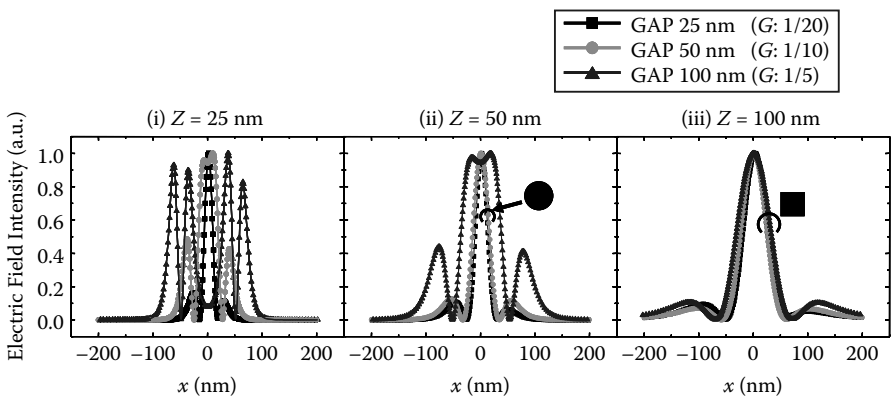 GAP 25 nm (G: 1/20)
GAP 50 nm (G: 1/10)
GAP 100 nm (G: 1/5)
(i) Z = 25 nm
(ii) Z = 50 nm
(iii) Z = 100 nm
Electric Field Intensity (a.u.)
1.0
0.8
0.6
0.4
0.2
0.0
−200 −100 0 100 200
−200 −100 0 100 200
−200 −100 0 100 200
x (nm)
x (nm)
x (nm)